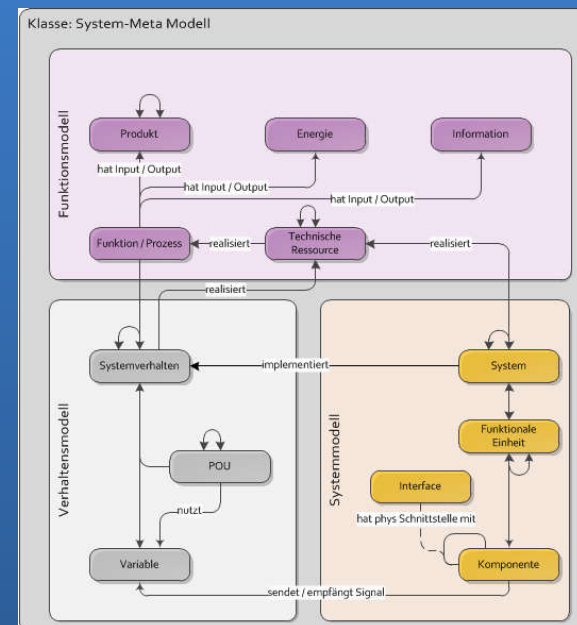 Klasse: System-Meta Modell
Funktionsmodell
Produkt
Energie
Information
hat Input / Output
hat Input / Output
hat Input / Output
Funktion / Prozess
realisiert
Technische
Ressource
realisiert
realisiert
Verhaltensmodell
Systemverhalten
implementiert
POU
nutzt
Variable
Systemmodell
System
Funktionale
Einheit
Interface
hat phys Schnittstelle mit
Komponente
sendet / empfängt Signal